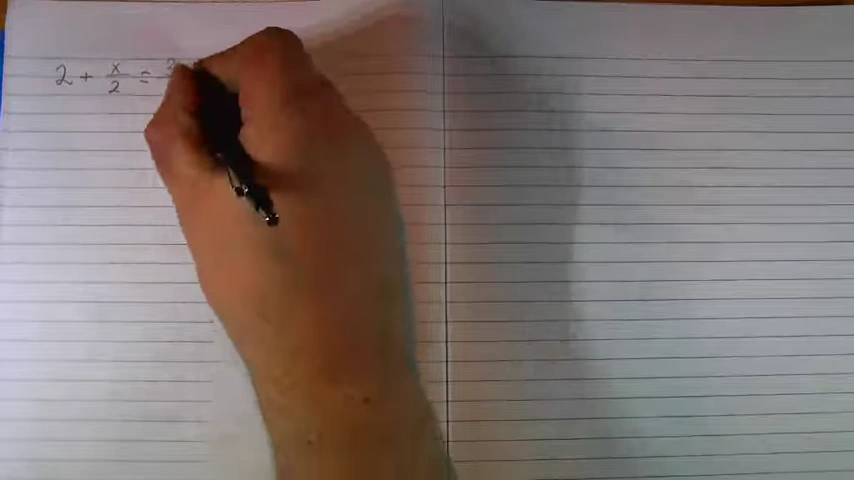 2 + x/2 =